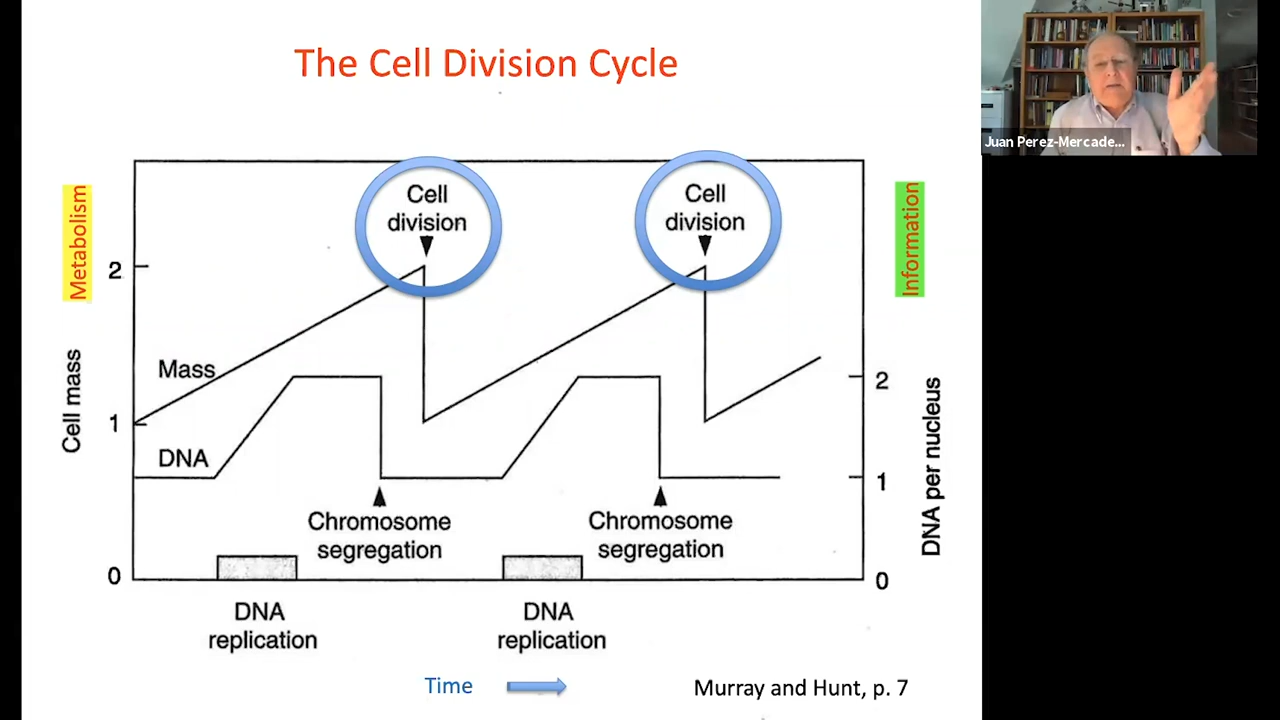 The Cell Division Cycle
Juan Perez-Mercade...
Metabolism
Information
Cell
division
Cell
division
2
Mass
1
DNA
Cell mass
2
1
DNA per nucleus
Chromosome
segregation
Chromosome
segregation
0
0
DNA
replication
DNA
replication
Time
Murray and Hunt, p. 7